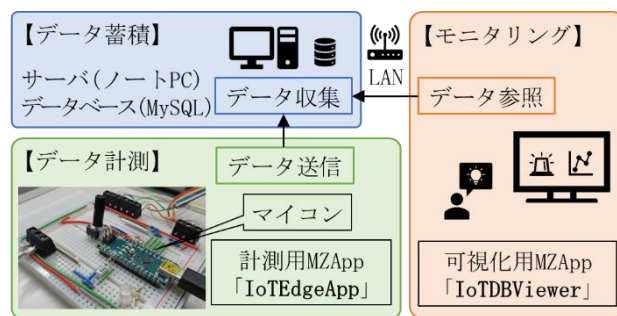 【データ蓄積】
サーバ(ノートPC)
データベース(MySQL)
データ収集
LAN
【モニタリング】
データ参照
【データ計測】
データ送信
マイコン
計測用MZApp
「IoTEdgeApp」
可視化用MZApp
「IoTDBViewer」